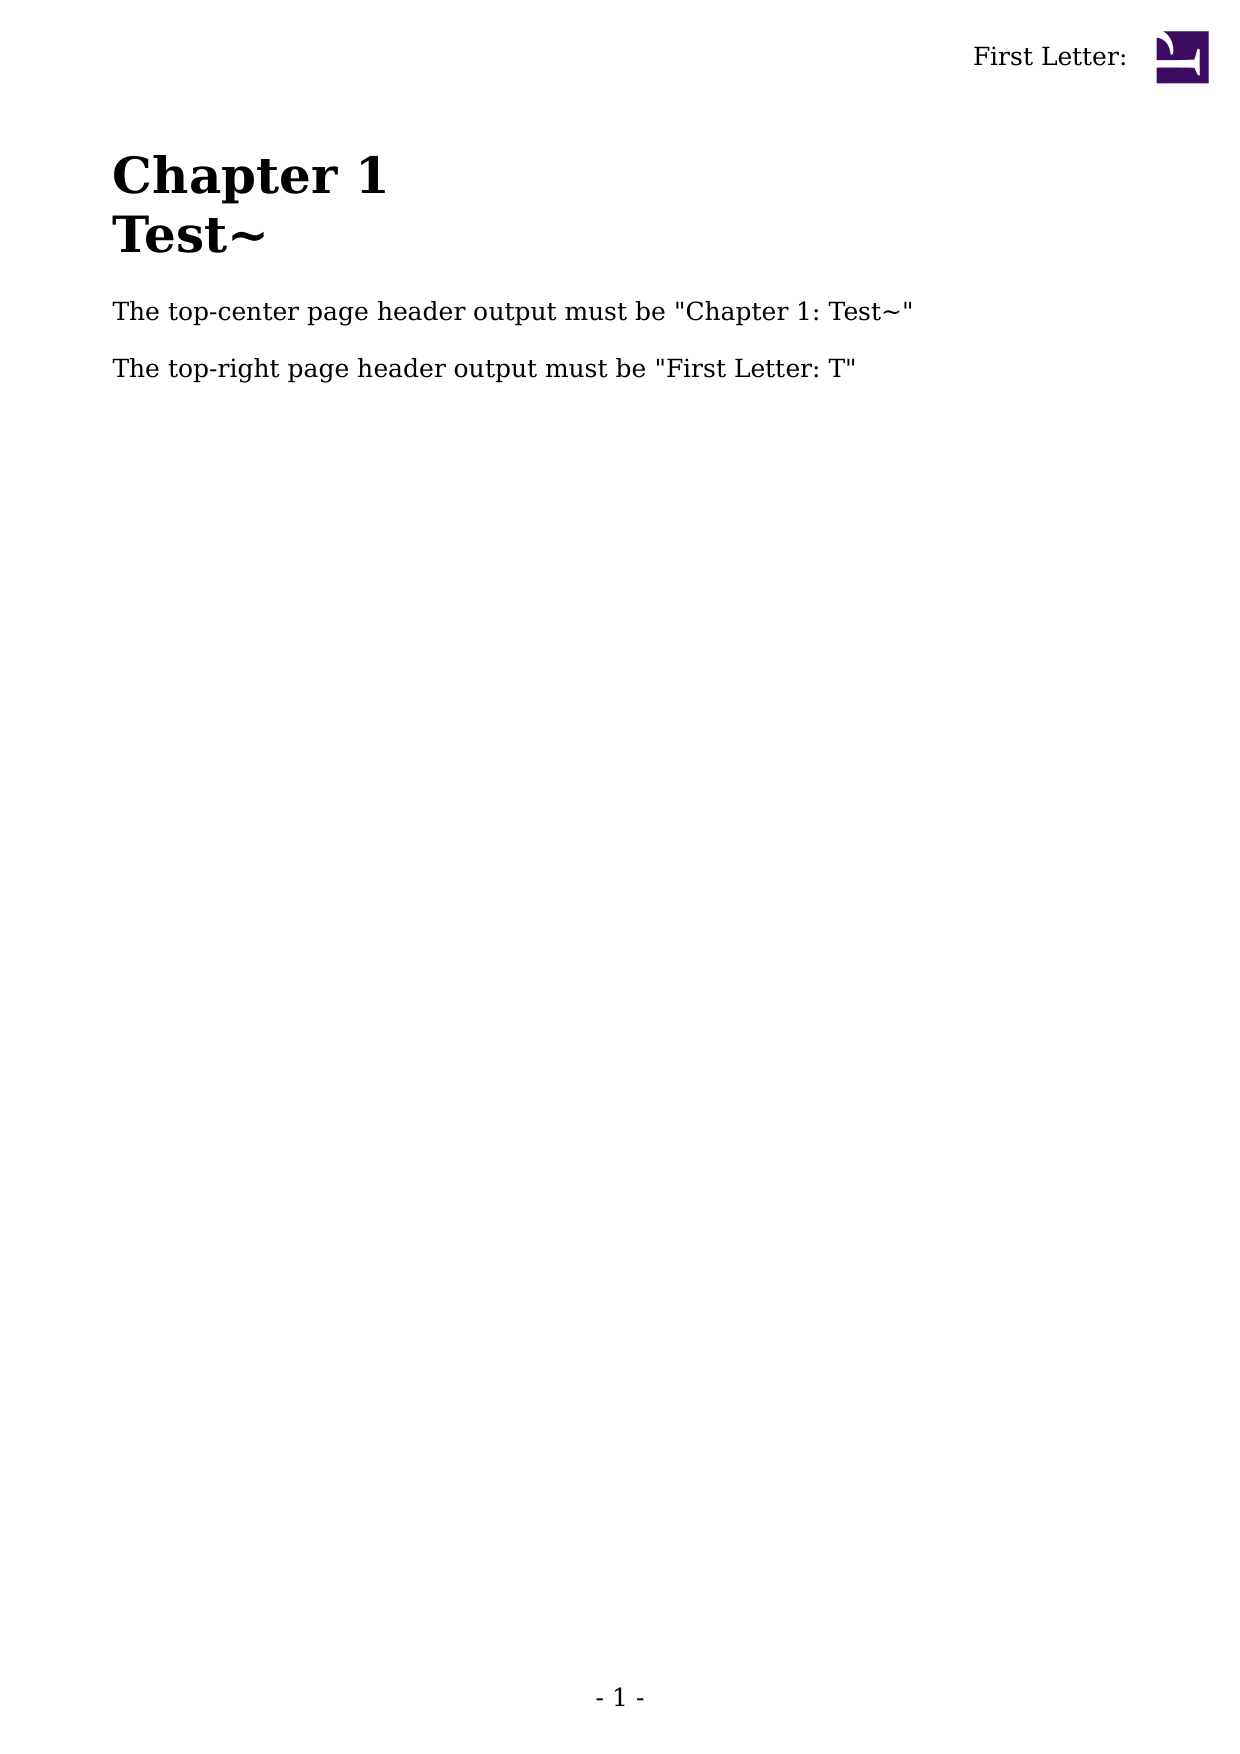 First Letter:
Chapter 1
Test~
The top-center page header output must be "Chapter 1: Test~"
The top-right page header output must be "First Letter: T"
- 1 -